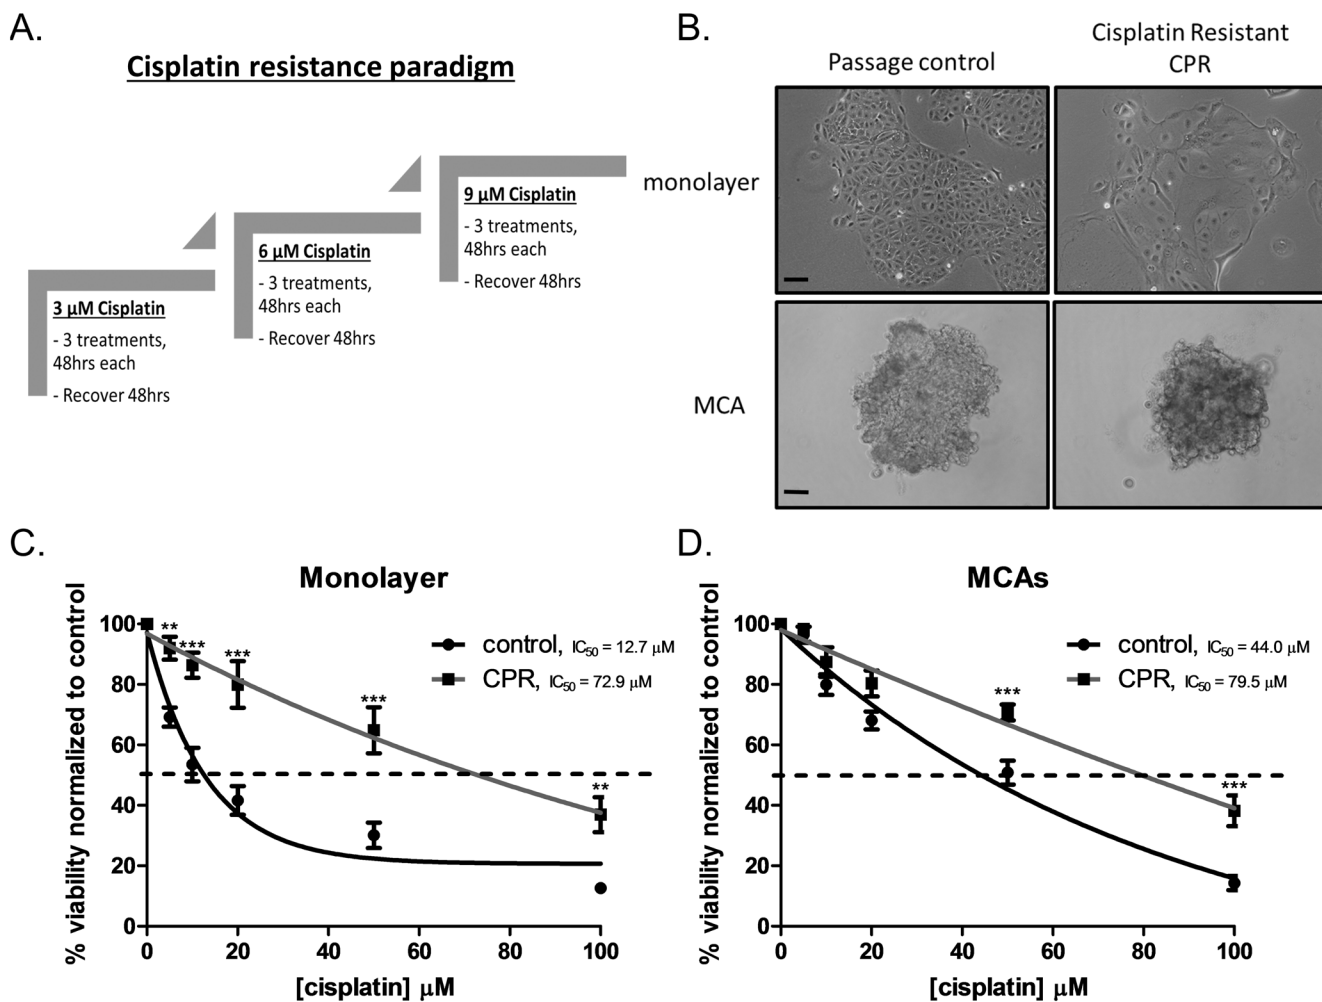 A.
Cisplatin resistance paradigm
3 µM Cisplatin
- 3 treatments,
48hrs each
- Recover 48hrs
6 µM Cisplatin
- 3 treatments,
48hrs each
- Recover 48hrs
9 µM Cisplatin
- 3 treatments,
48hrs each
- Recover 48hrs
B.
Passage control
Cisplatin Resistant
CPR
monolayer
MCA
C.
Monolayer
% viability normalized to control
100
80
60
40
20
0
** *** *** *** **
control, IC50 = 12.7 µM
CPR, IC50 = 72.9 µM
0 20 40 60 80 100
[cisplatin] µM
D.
MCAs
% viability normalized to control
100
80
60
40
20
0
*** ***
control, IC50 = 44.0 µM
CPR, IC50 = 79.5 µM
0 20 40 60 80 100
[cisplatin] µM